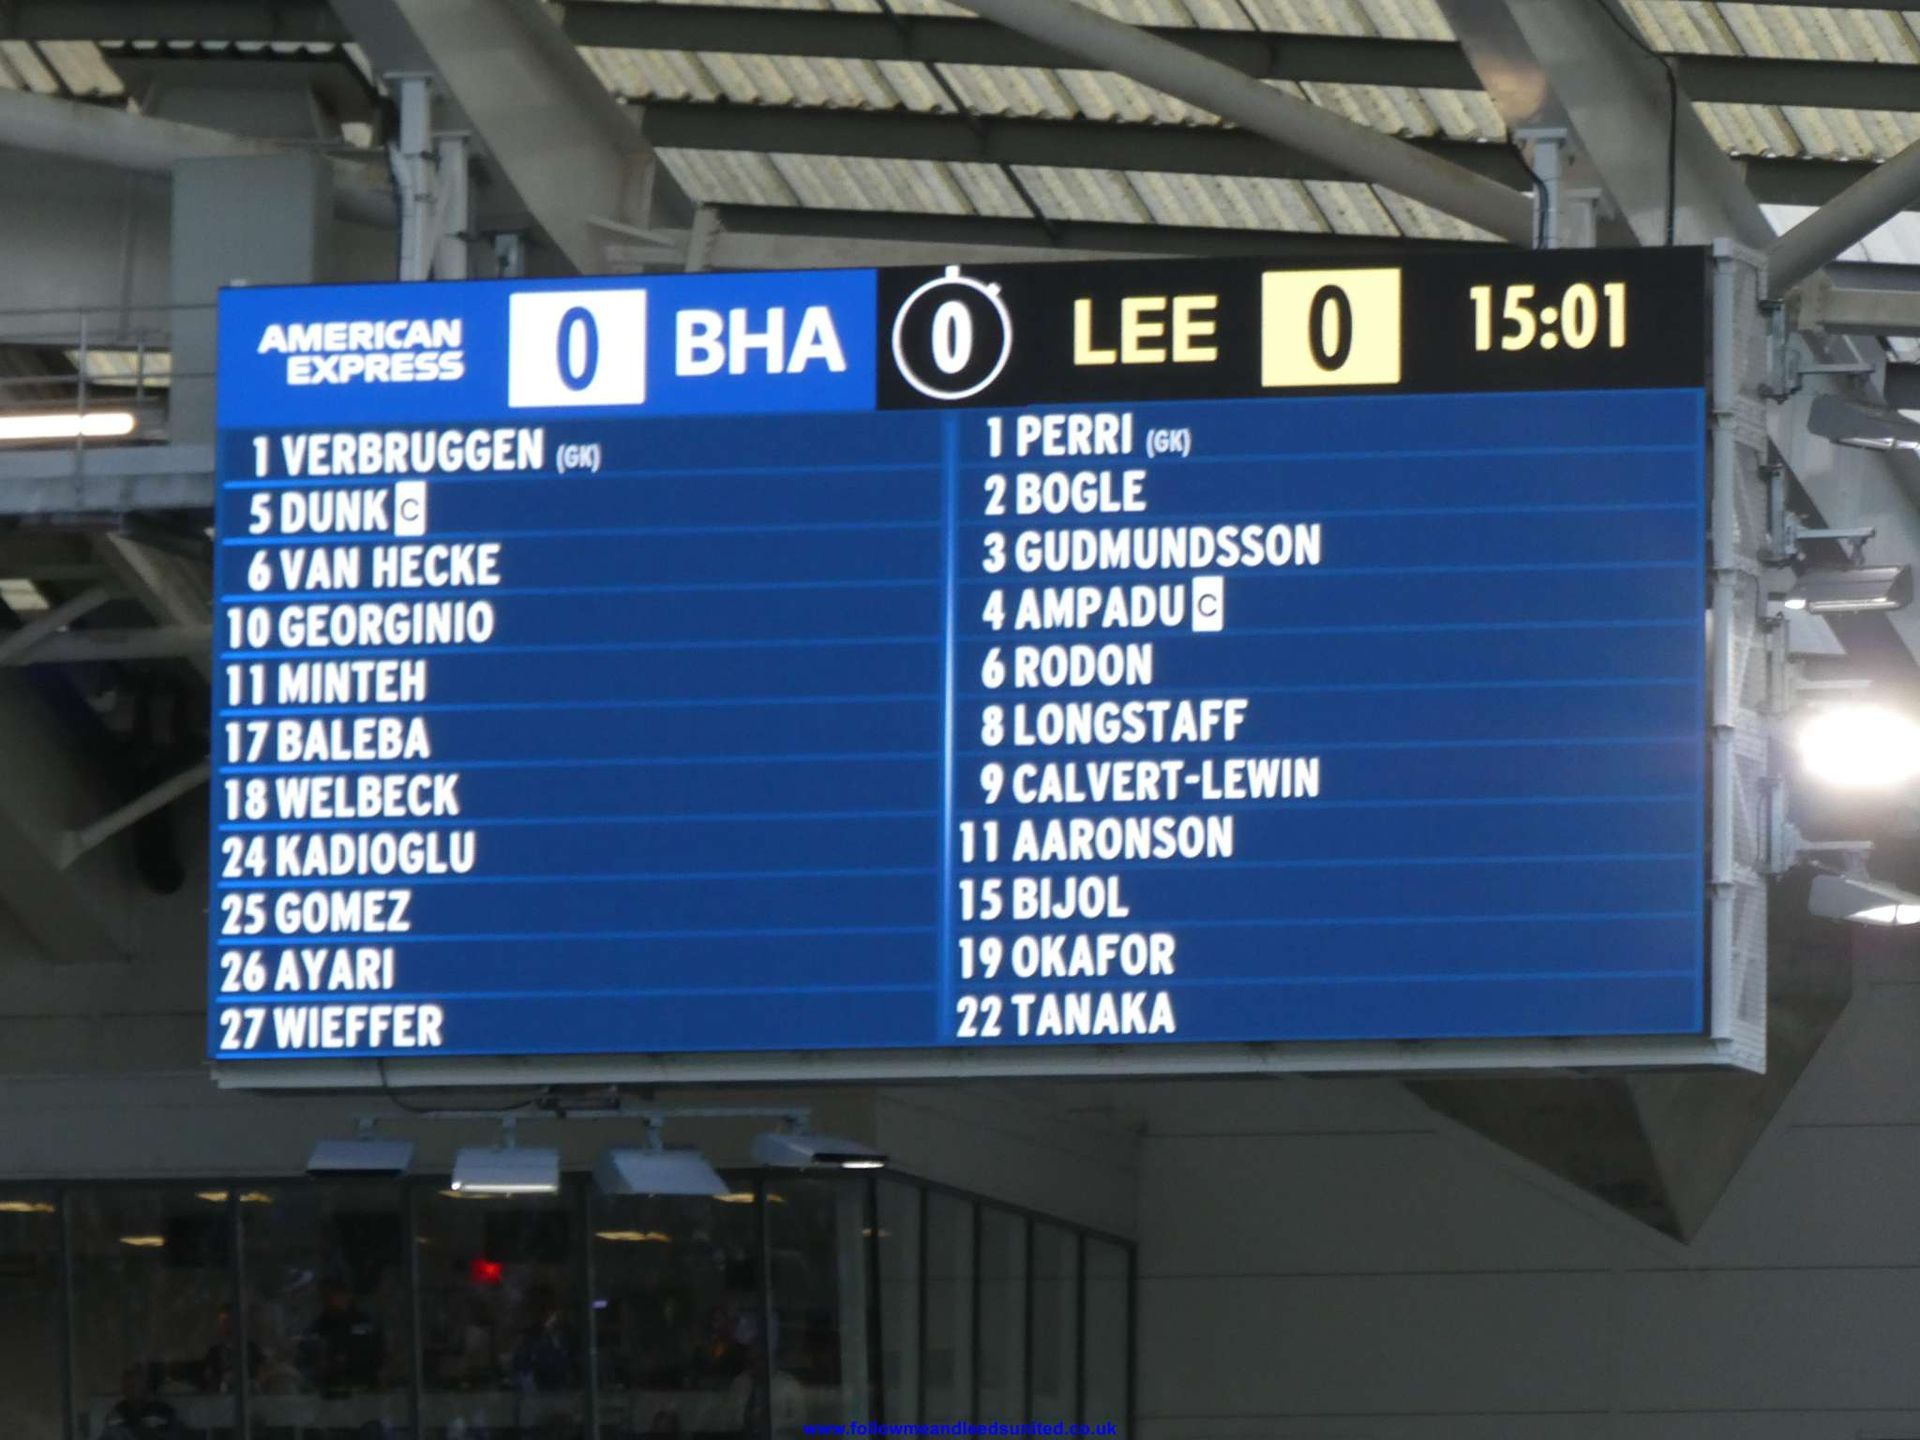 AMERICAN EXPRESS 0 BHA 0 LEE 0 15:01
1 VERBRUGGEN (GK)
5 DUNK C
6 VAN HECKE
10 GEORGINIO
11 MINTEH
17 BALEBA
18 WELBECK
24 KADIOGLU
25 GOMEZ
26 AYARI
27 WIEFFER
1 PERRI (GK)
2 BOGLE
3 GUDMUNDSSON
4 AMPADU C
6 RODON
8 LONGSTAFF
9 CALVERT-LEWIN
11 AARONSON
15 BIJOL
19 OKAFOR
22 TANAKA
www.followmeandleedsunited.co.uk